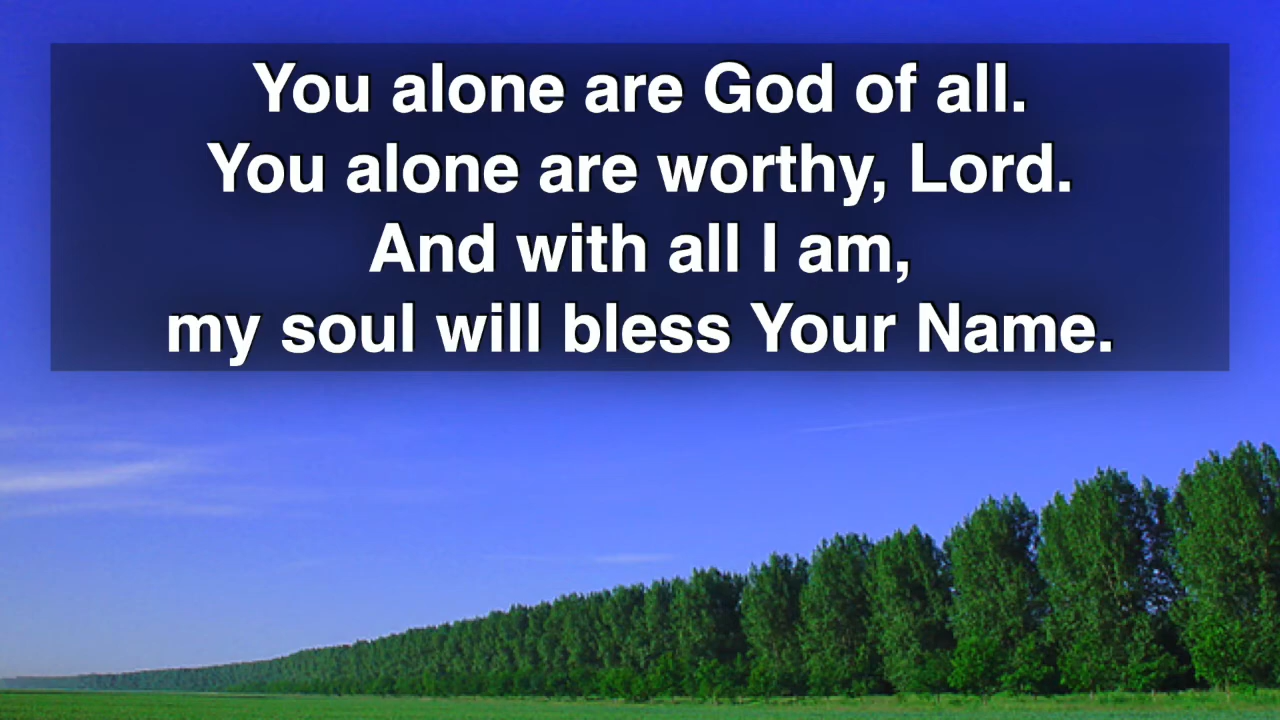 You alone are God of all.
You alone are worthy, Lord.
And with all I am,
my soul will bless Your Name.